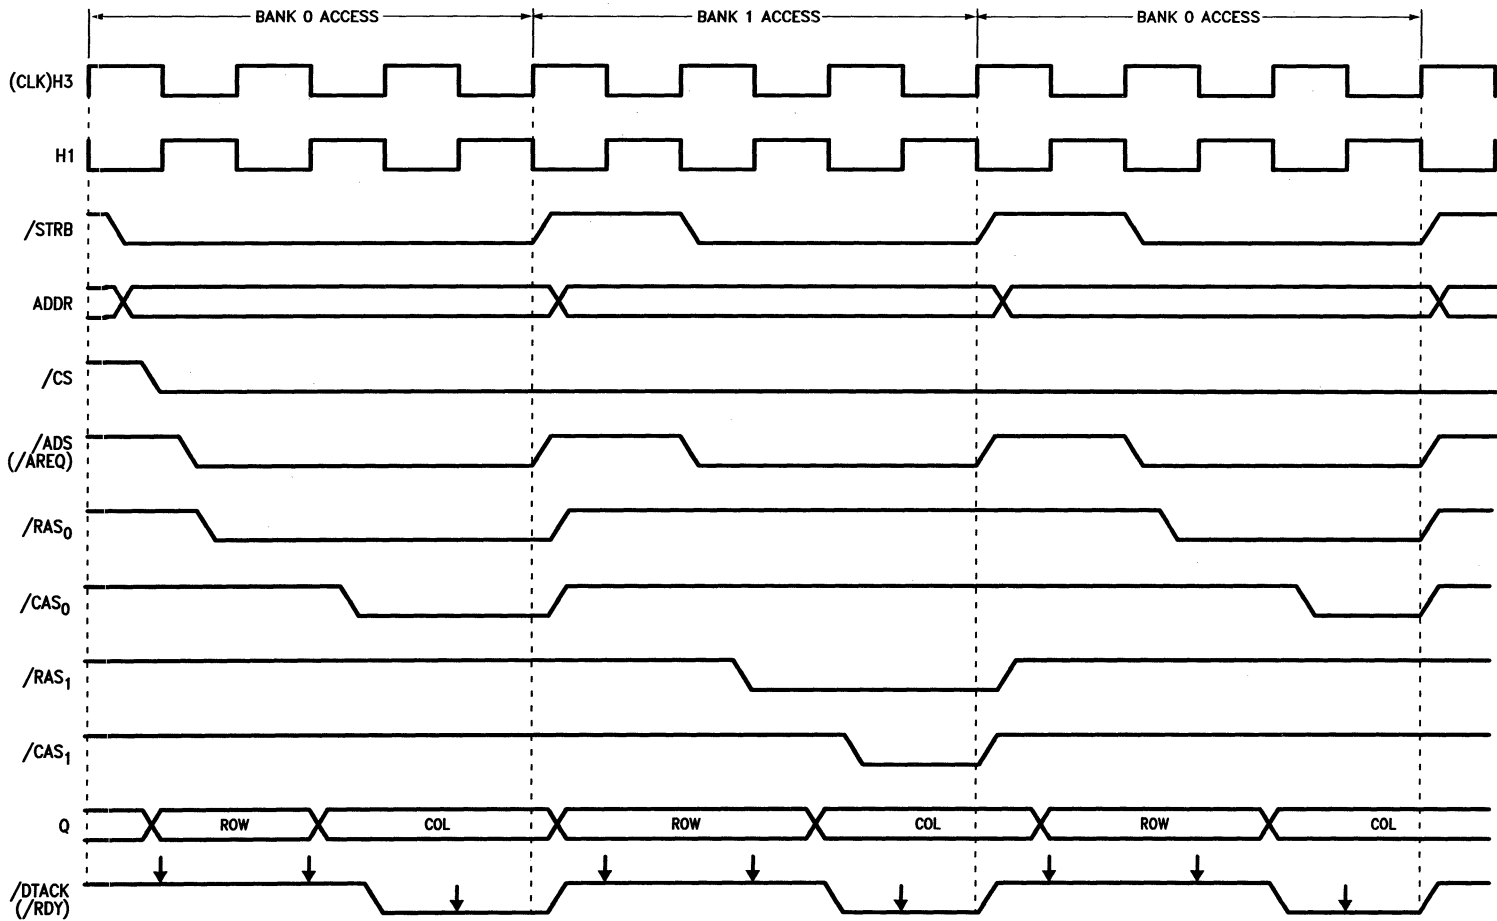 BANK 0 ACCESS BANK 1 ACCESS BANK 0 ACCESS
(CLK)H3
H1
/STRB
ADDR
/CS
/ADS
(/AREQ)
/RAS0
/CAS0
/RAS1
/CAS1
Q ROW COL ROW COL ROW COL
/DTACK
(/RDY)